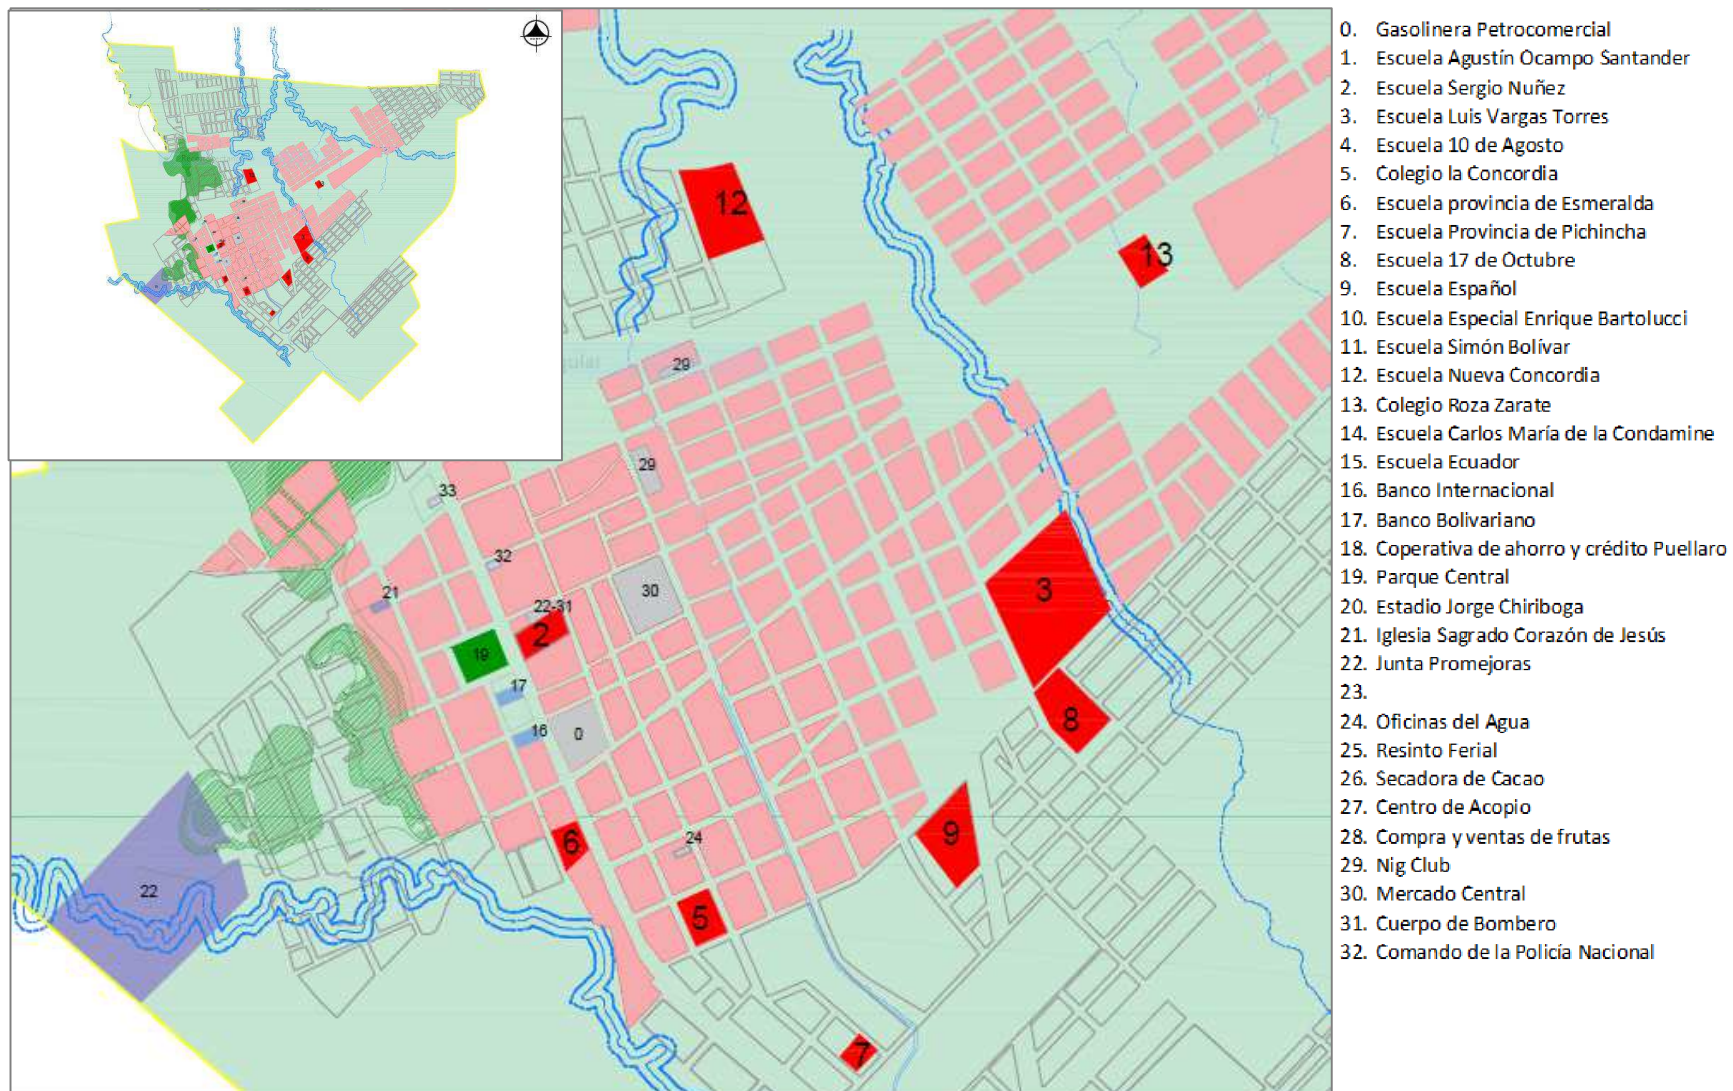 12
13
29
29
33
32
21
22-31
2
30
3
19
17
16
0
8
6
24
9
22
5
7
0. Gasolinera Petrocomercial
1. Escuela Agustín Ocampo Santander
2. Escuela Sergio Nuñez
3. Escuela Luis Vargas Torres
4. Escuela 10 de Agosto
5. Colegio la Concordia
6. Escuela provincia de Esmeralda
7. Escuela Provincia de Pichincha
8. Escuela 17 de Octubre
9. Escuela Español
10. Escuela Especial Enrique Bartolucci
11. Escuela Simón Bolívar
12. Escuela Nueva Concordia
13. Colegio Roza Zarate
14. Escuela Carlos María de la Condamine
15. Escuela Ecuador
16. Banco Internacional
17. Banco Bolivariano
18. Coperativa de ahorro y crédito Puellaro
19. Parque Central
20. Estadio Jorge Chiriboga
21. Iglesia Sagrado Corazón de Jesús
22. Junta Promejoras
23.
24. Oficinas del Agua
25. Resinto Ferial
26. Secadora de Cacao
27. Centro de Acopio
28. Compra y ventas de frutas
29. Nig Club
30. Mercado Central
31. Cuerpo de Bombero
32. Comando de la Policía Nacional